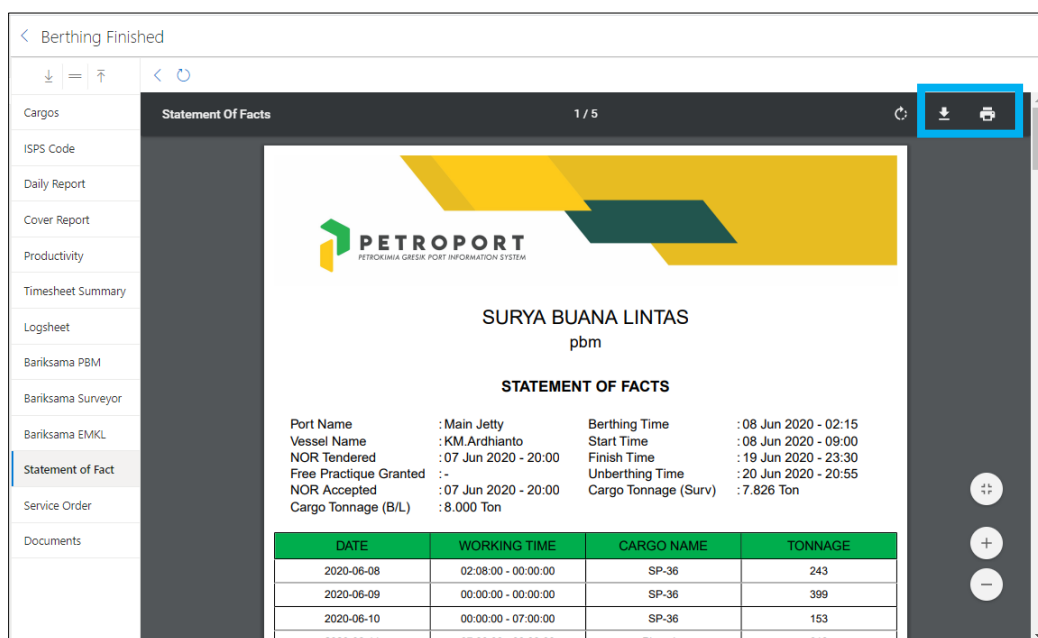 Berthing Finished
Cargos
ISPS Code
Daily Report
Cover Report
Productivity
Timesheet Summary
Logsheet
Bariksama PBM
Bariksama Surveyor
Bariksama EMKL
Statement of Fact
Service Order
Documents
Statement Of Facts 1 / 5
PETROPORT
PETROKIMIA GRESIK PORT INFORMATION SYSTEM
SURYA BUANA LINTAS
pbm
STATEMENT OF FACTS
Port Name : Main Jetty Berthing Time : 08 Jun 2020 - 02:15
Vessel Name : KM.Ardhianto Start Time : 08 Jun 2020 - 09:00
NOR Tendered : 07 Jun 2020 - 20:00 Finish Time : 19 Jun 2020 - 23:30
Free Practique Granted : - Unberthing Time : 20 Jun 2020 - 20:55
NOR Accepted : 07 Jun 2020 - 20:00 Cargo Tonnage (Surv) : 7.826 Ton
Cargo Tonnage (B/L) : 8.000 Ton
DATE WORKING TIME CARGO NAME TONNAGE
2020-06-08 02:08:00 - 00:00:00 SP-36 243
2020-06-09 00:00:00 - 00:00:00 SP-36 399
2020-06-10 00:00:00 - 07:00:00 SP-36 153